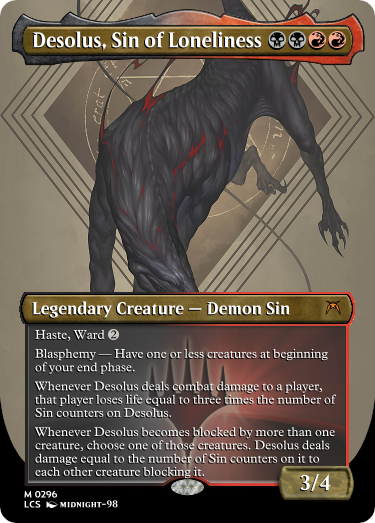 Desolus, Sin of Loneliness
Legendary Creature — Demon Sin
Haste, Ward 2
Blasphemy — Have one or less creatures at beginning
of your end phase.
Whenever Desolus deals combat damage to a player,
that player loses life equal to three times the number of
Sin counters on Desolus.
Whenever Desolus becomes blocked by more than one
creature, choose one of those creatures. Desolus deals
damage equal to the number of Sin counters on it to
each other creature blocking it.
3/4
M 0296
LCS MIDNIGHT-98